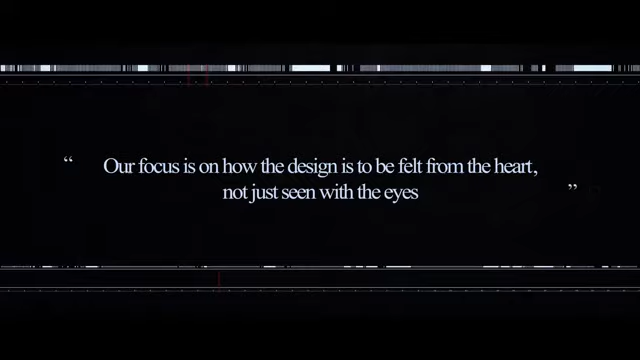 “ Our focus is on how the design is to be felt from the heart,
not just seen with the eyes ”